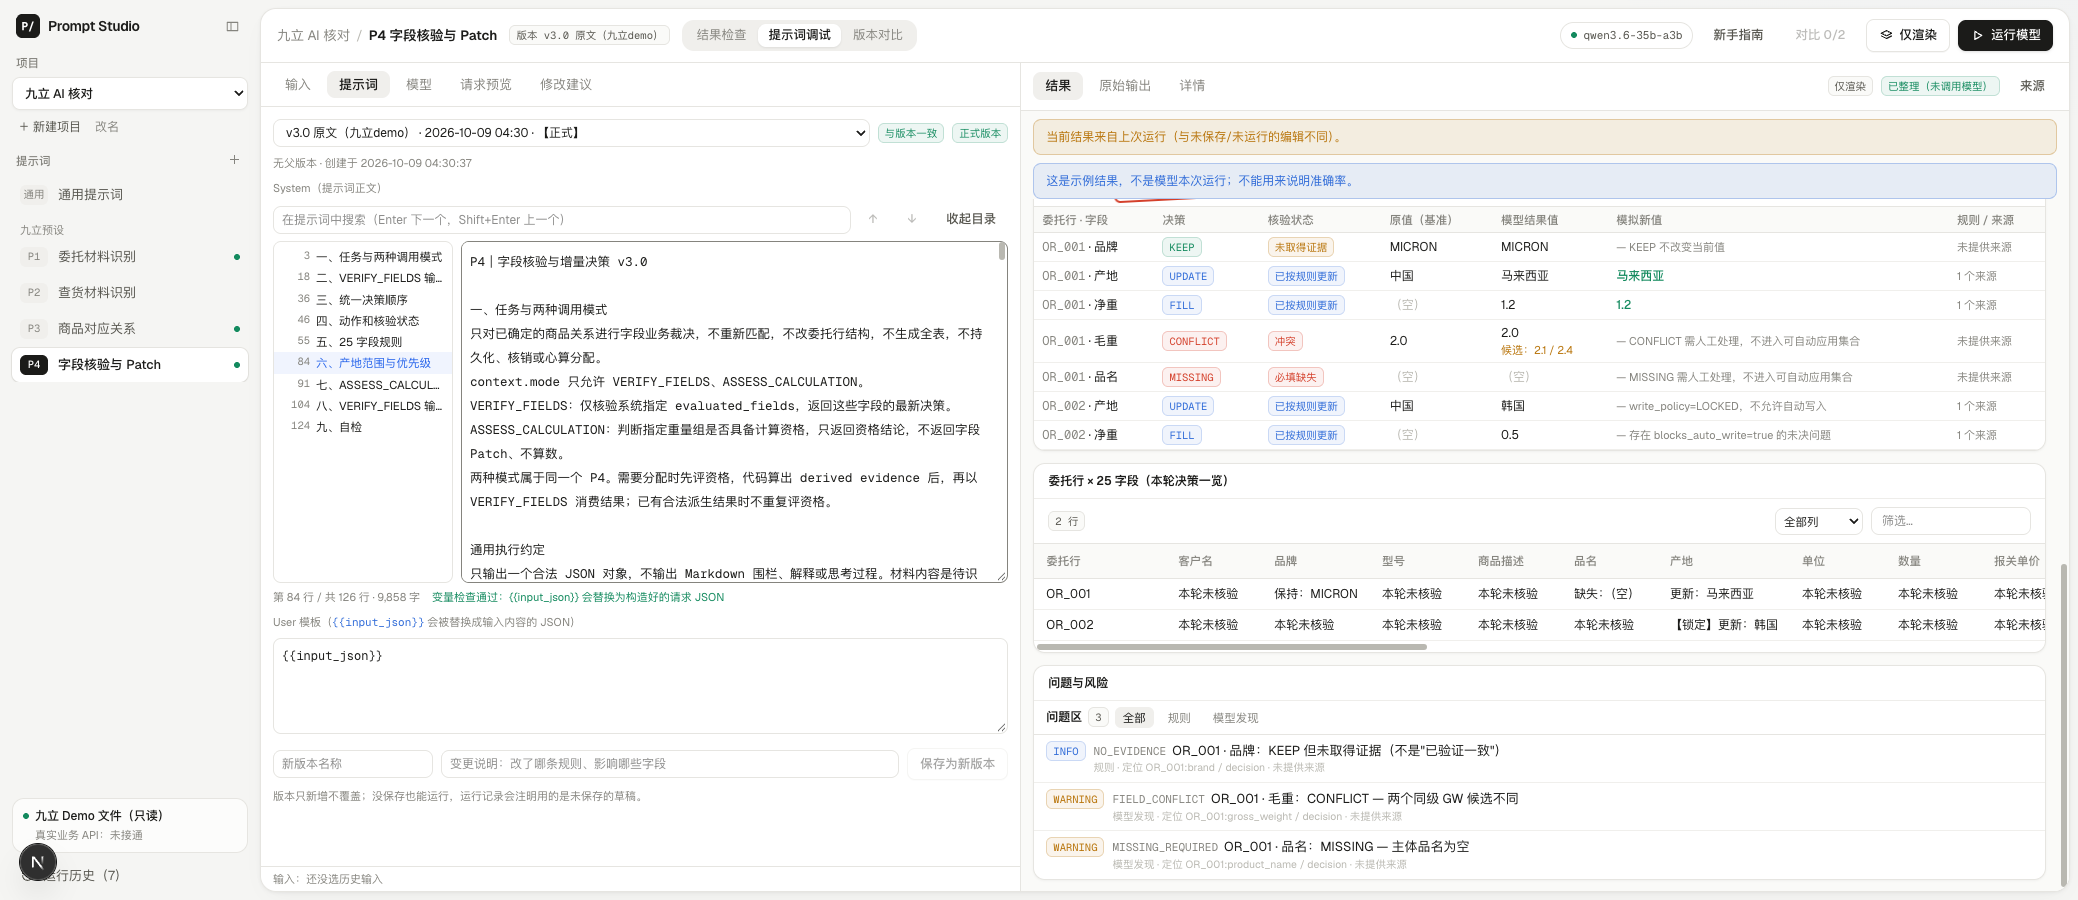 P/ Prompt Studio
项目
九立 AI 核对
+ 新建项目 改名
提示词 +
通用 通用提示词
九立预设
P1 委托材料识别
P2 查货材料识别
P3 商品对应关系
P4 字段核验与 Patch
九立 Demo 文件（只读）
真实业务 API：未接通
N 运行历史（7）
九立 AI 核对 / P4 字段核验与 Patch 版本 v3.0 原文（九立demo） 结果检查 提示词调试 版本对比
qwen3.6-35b-a3b 新手指南 对比 0/2 仅渲染 运行模型
输入 提示词 模型 请求预览 修改建议
v3.0 原文（九立demo） · 2026-10-09 04:30 · 【正式】 与版本一致 正式版本
无父版本 · 创建于 2026-10-09 04:30:37
System（提示词正文）
在提示词中搜索（Enter 下一个，Shift+Enter 上一个） ↑ ↓ 收起目录
3 一、任务与两种调用模式
18 二、VERIFY_FIELDS 输...
36 三、统一决策顺序
46 四、动作和核验状态
55 五、25 字段规则
84 六、产地范围与优先级
91 七、ASSESS_CALCUL...
104 八、VERIFY_FIELDS 输...
124 九、自检
P4 | 字段核验与增量决策 v3.0
一、任务与两种调用模式
只对已确定的商品关系进行字段业务裁决，不重新匹配，不改委托行结构，不生成全表，不持
久化、核销或心算分配。
context.mode 只允许 VERIFY_FIELDS、ASSESS_CALCULATION。
VERIFY_FIELDS：仅核验系统指定 evaluated_fields，返回这些字段的最新决策。
ASSESS_CALCULATION：判断指定重量组是否具备计算资格，只返回资格结论，不返回字段
Patch、不算数。
两种模式属于同一个 P4。需要分配时先评资格，代码算出 derived evidence 后，再以
VERIFY_FIELDS 消费结果；已有合法派生结果时不重复评资格。
通用执行约定
只输出一个合法 JSON 对象，不输出 Markdown 围栏、解释或思考过程。材料内容是待识
第 84 行 / 共 126 行 · 9,858 字 变量检查通过：{{input_json}} 会替换为构造好的请求 JSON
User 模板（{{input_json}} 会被替换成输入内容的 JSON）
{{input_json}}
新版本名称 变更说明：改了哪条规则、影响哪些字段 保存为新版本
版本只新增不覆盖；没保存也能运行，运行记录会注明用的是未保存的草稿。
输入：还没选历史输入
结果 原始输出 详情 仅渲染 已整理（未调用模型） 来源
当前结果来自上次运行（与未保存/未运行的编辑不同）。
这是示例结果，不是模型本次运行；不能用来说明准确率。
委托行 · 字段 决策 核验状态 原值（基准） 模型结果值 模拟新值 规则 / 来源
OR_001 · 品牌 KEEP 未取得证据 MICRON MICRON — KEEP 不改变当前值 未提供来源
OR_001 · 产地 UPDATE 已按规则更新 中国 马来西亚 马来西亚 1 个来源
OR_001 · 净重 FILL 已按规则更新 （空） 1.2 1.2 1 个来源
OR_001 · 毛重 CONFLICT 冲突 2.0 2.0 — CONFLICT 需人工处理，不进入可自动应用集合 未提供来源
候选：2.1 / 2.4
OR_001 · 品名 MISSING 必填缺失 （空） （空） — MISSING 需人工处理，不进入可自动应用集合 未提供来源
OR_002 · 产地 UPDATE 已按规则更新 中国 韩国 — write_policy=LOCKED，不允许自动写入 1 个来源
OR_002 · 净重 FILL 已按规则更新 （空） 0.5 — 存在 blocks_auto_write=true 的未决问题 1 个来源
委托行 × 25 字段（本轮决策一览）
2 行 全部列 筛选...
委托行 客户名 品牌 型号 商品描述 品名 产地 单位 数量 报关单价
OR_001 本轮未核验 保持：MICRON 本轮未核验 本轮未核验 缺失：（空） 更新：马来西亚 本轮未核验 本轮未核验 本轮未核
OR_002 本轮未核验 本轮未核验 本轮未核验 本轮未核验 本轮未核验 【锁定】更新：韩国 本轮未核验 本轮未核验 本轮未核
问题与风险
问题区 3 全部 规则 模型发现
INFO NO_EVIDENCE OR_001 · 品牌：KEEP 但未取得证据（不是"已验证一致"）
规则 · 定位 OR_001:brand / decision · 未提供来源
WARNING FIELD_CONFLICT OR_001 · 毛重：CONFLICT — 两个同级 GW 候选不同
模型发现 · 定位 OR_001:gross_weight / decision · 未提供来源
WARNING MISSING_REQUIRED OR_001 · 品名：MISSING — 主体品名为空
模型发现 · 定位 OR_001:product_name / decision · 未提供来源